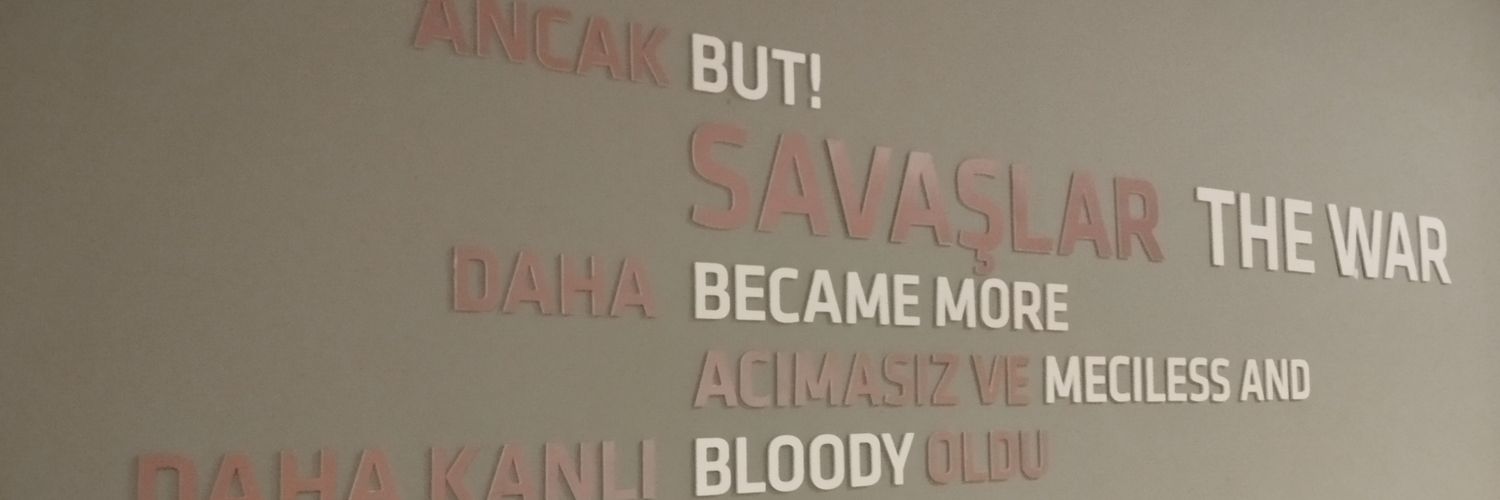 ANCAK BUT!
SAVAŞLAR THE WAR
DAHA BECAME MORE
ACIMASIZ VE MECILESS AND
DAHA KANLI BLOODY OLDU